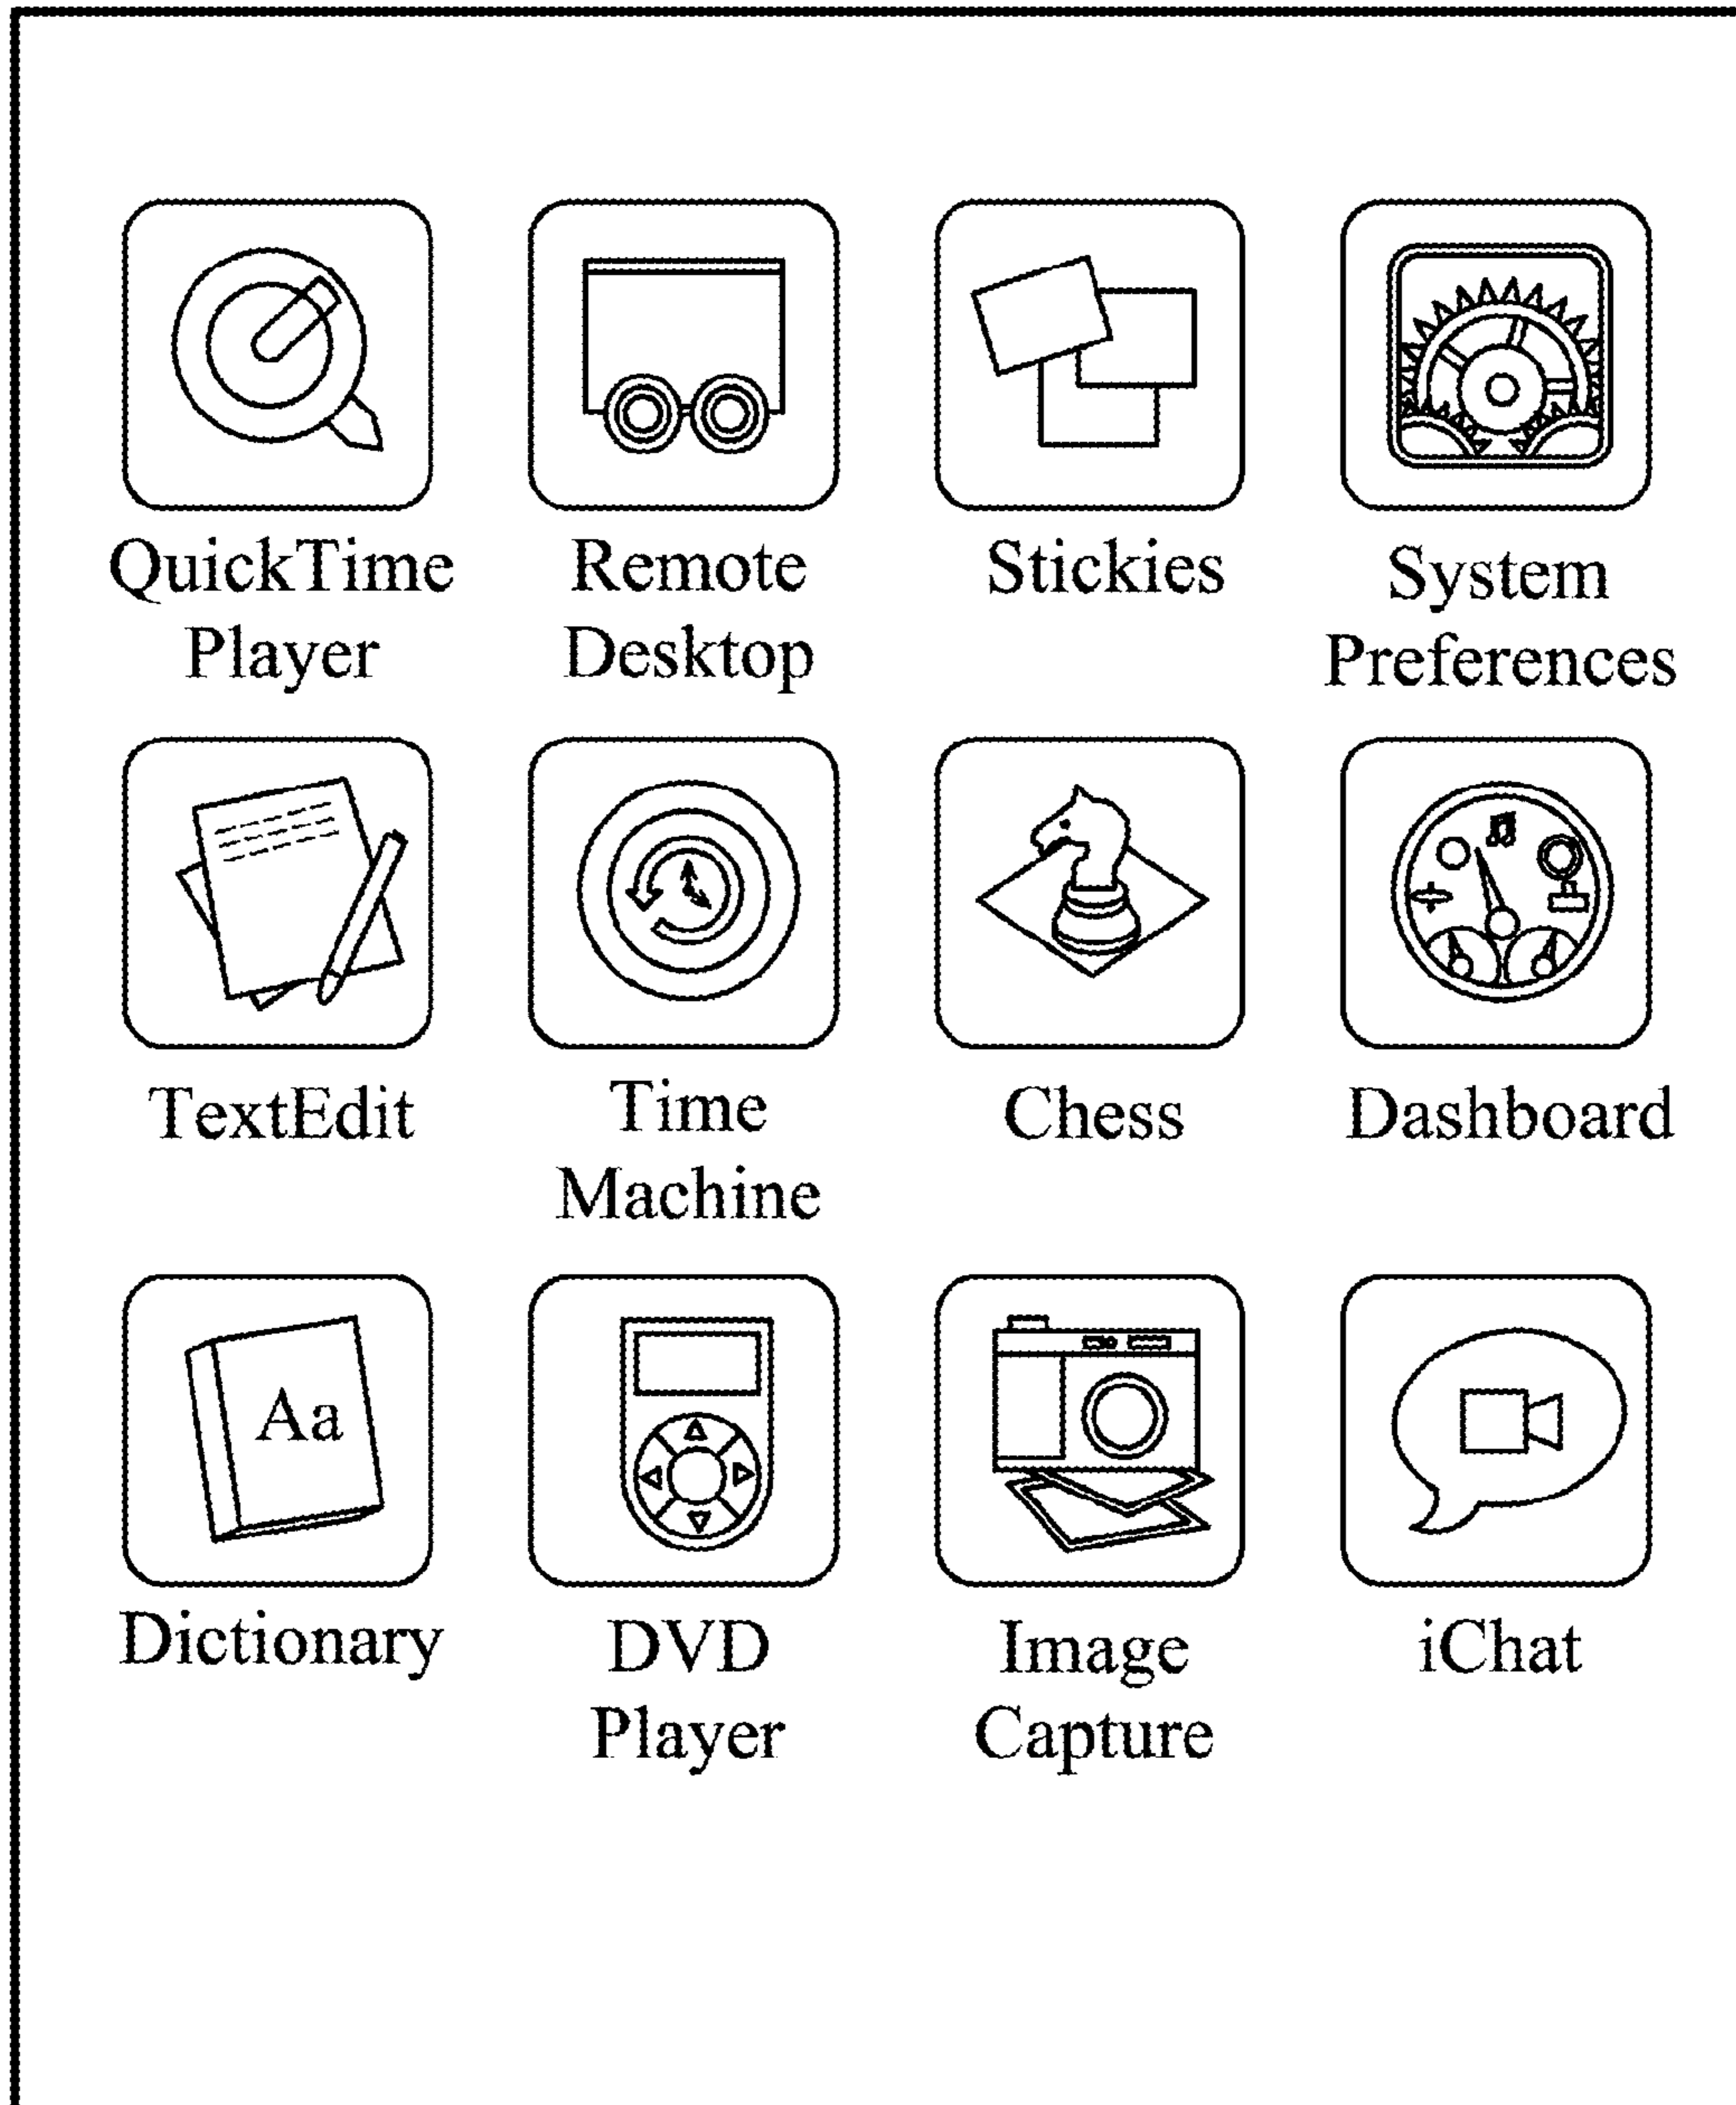 QuickTime Player
Remote Desktop
Stickies
System Preferences
TextEdit
Time Machine
Chess
Dashboard
Aa
Dictionary
DVD Player
Image Capture
iChat